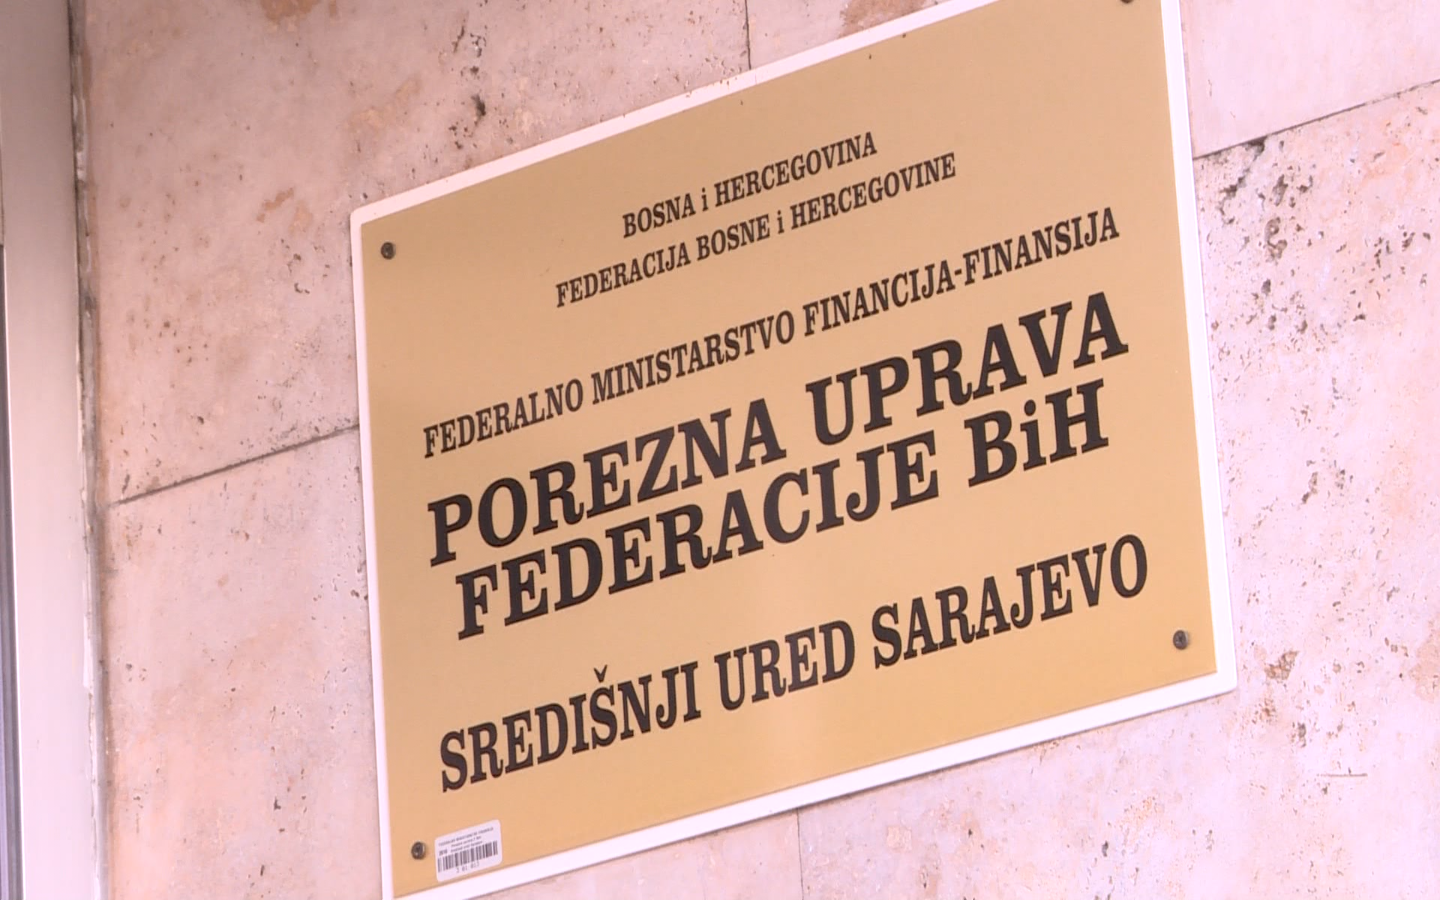 BOSNA i HERCEGOVINA
FEDERACIJA BOSNE i HERCEGOVINE
FEDERALNO MINISTARSTVO FINANCIJA-FINANSIJA
POREZNA UPRAVA
FEDERACIJE BiH
SREDIŠNJI URED SARAJEVO